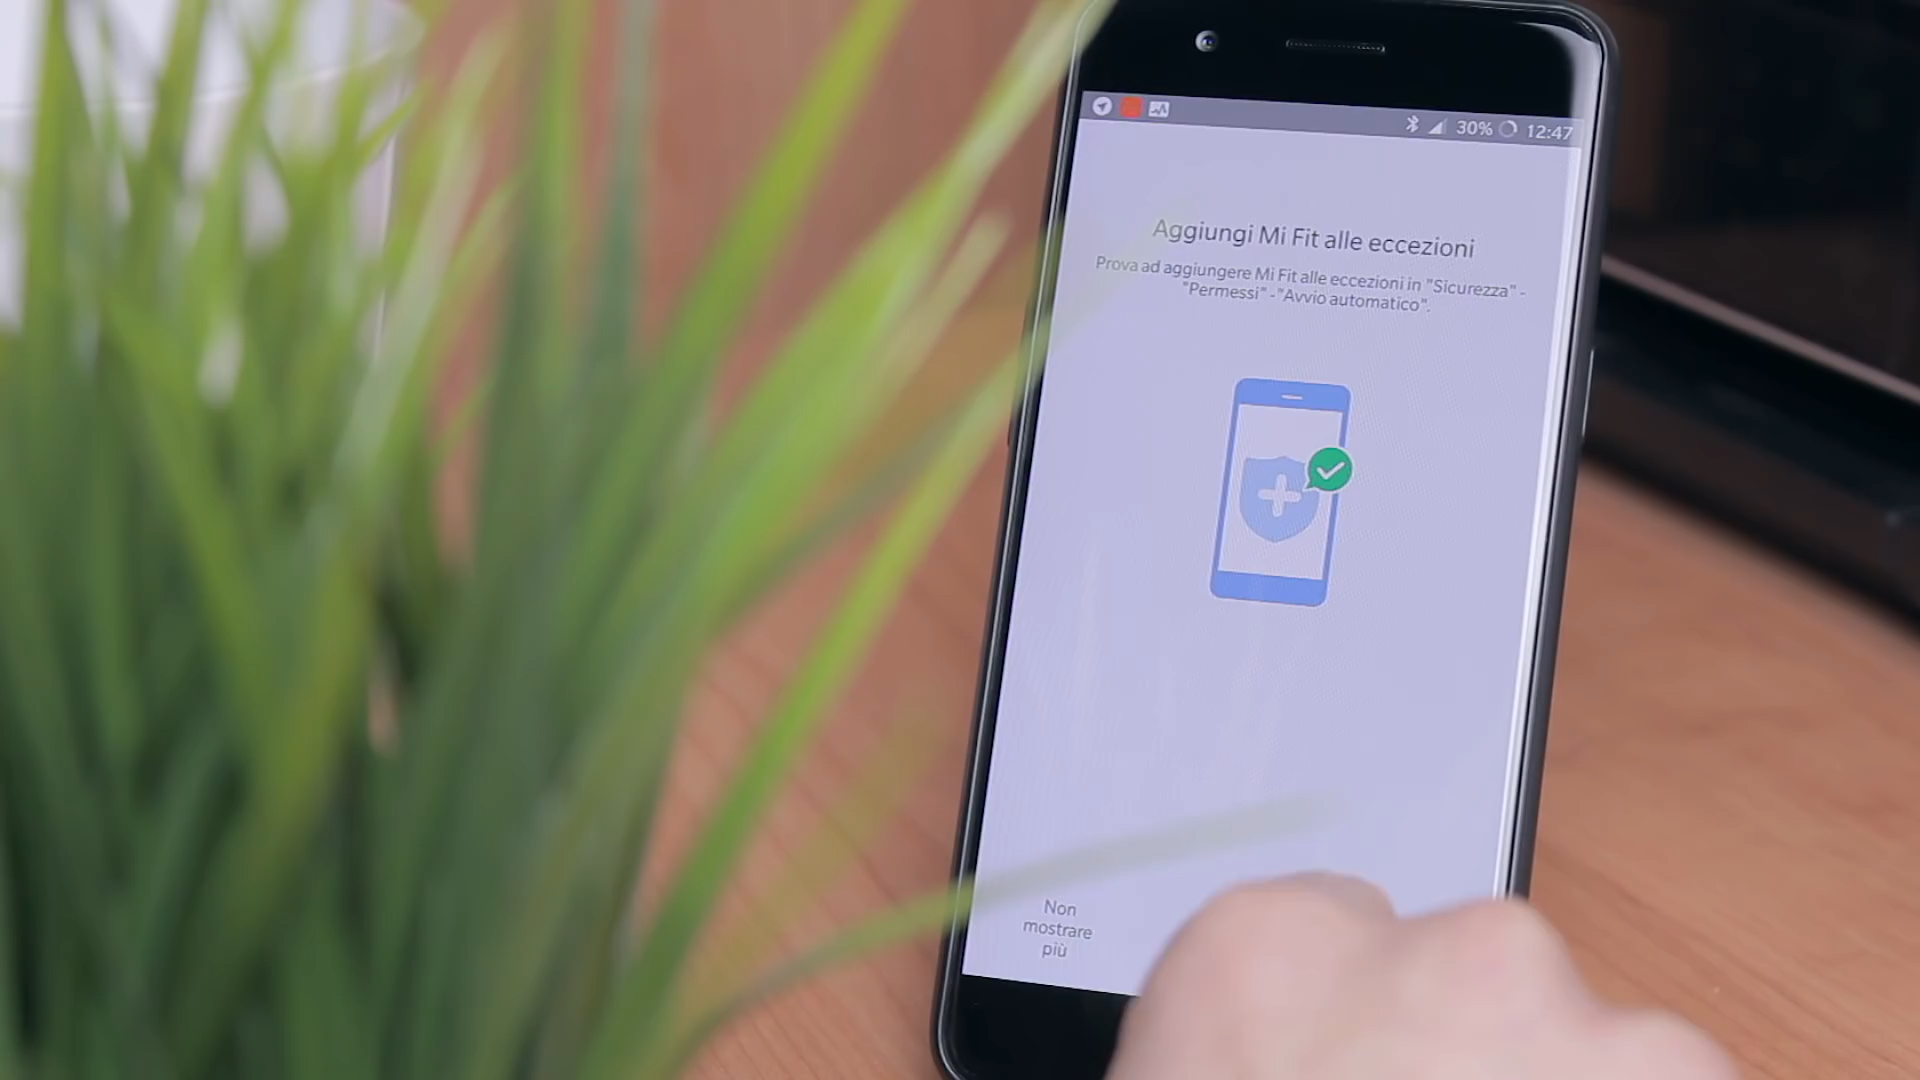 30% 12:47
Aggiungi Mi Fit alle eccezioni
Prova ad aggiungere Mi Fit alle eccezioni in "Sicurezza" -
"Permessi" -"Avvio automatico".
Non
mostrare
più